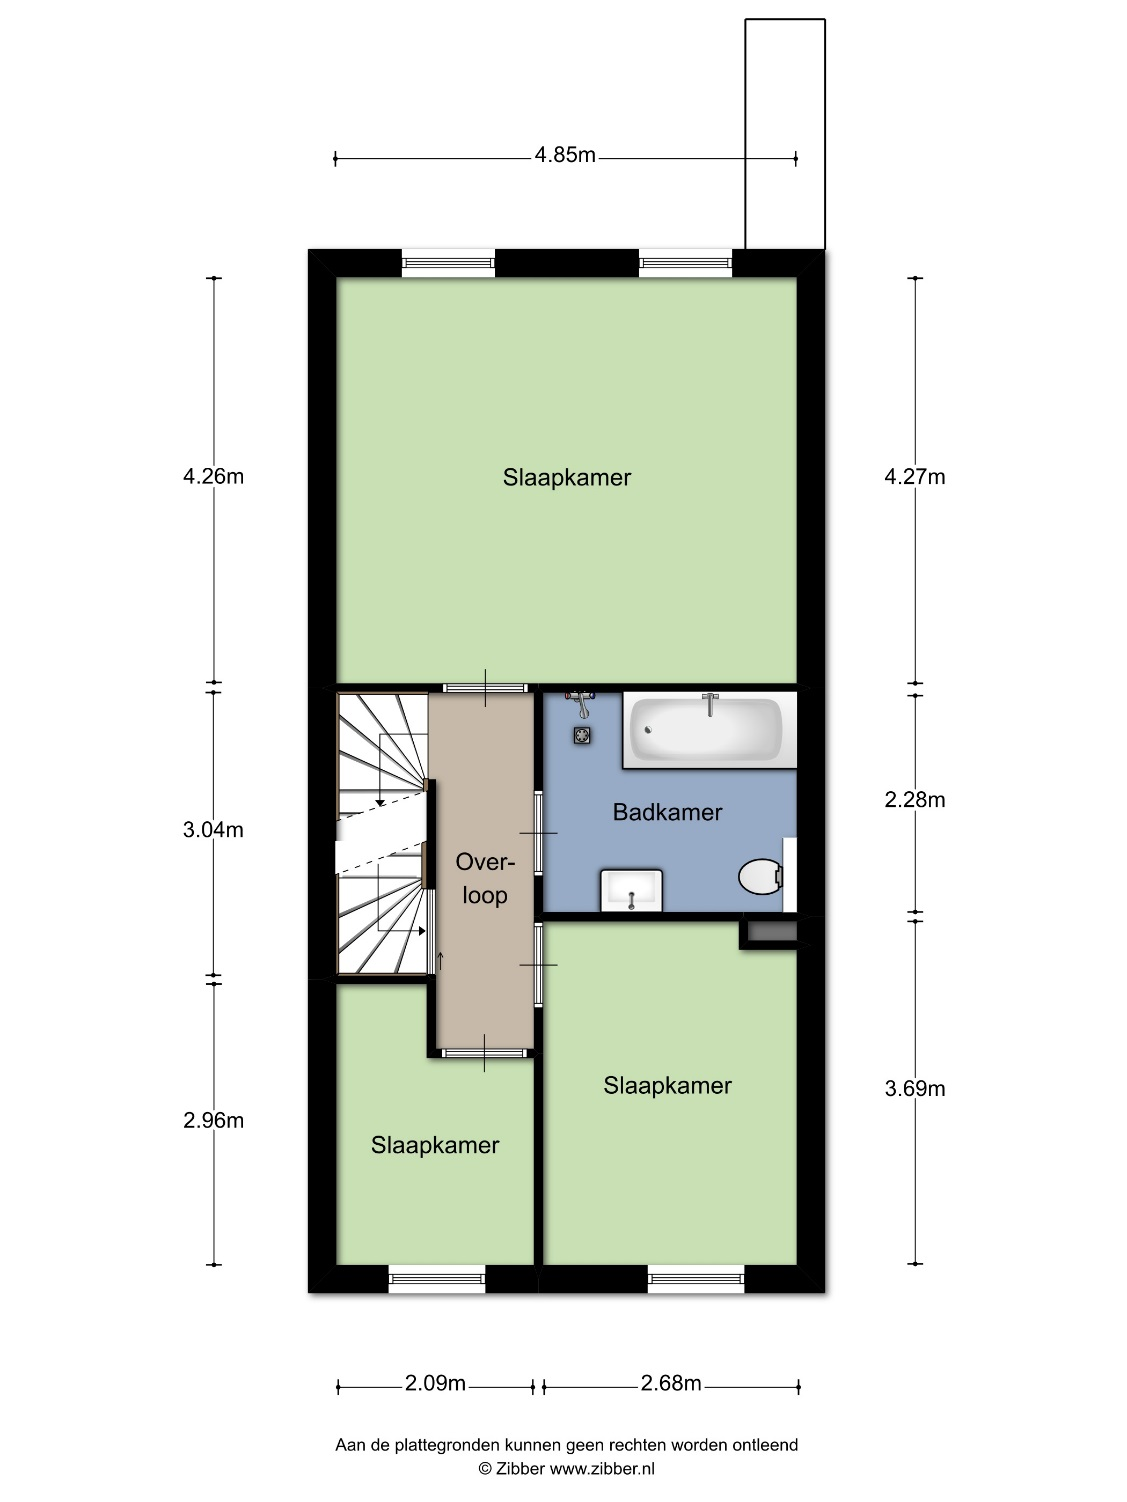 4.85m
4.26m
4.27m
Slaapkamer
3.04m
2.28m
Badkamer
Over-
loop
2.96m
3.69m
Slaapkamer
Slaapkamer
2.09m
2.68m
Aan de plattegronden kunnen geen rechten worden ontleend
© Zibber www.zibber.nl